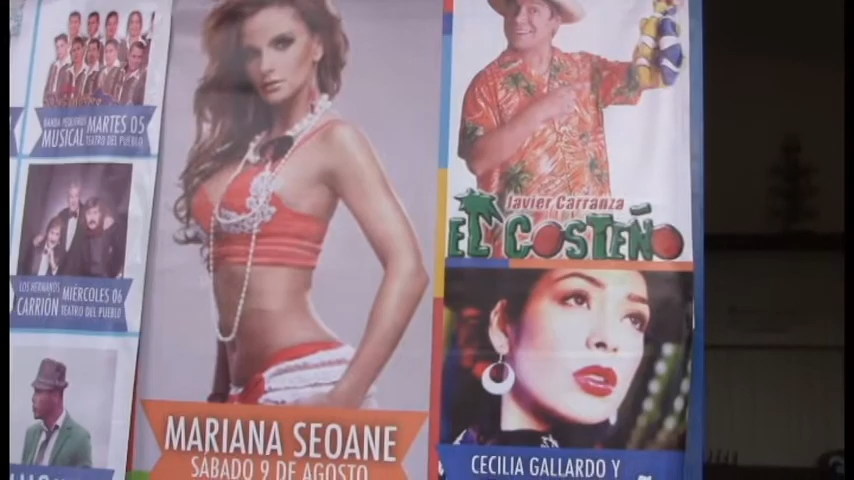 BANDA PEQUEÑOS
MUSICAL
MARTES 05
TEATRO DEL PUEBLO
LOS HERMANOS
CARRIÓN
MIÉRCOLES 06
TEATRO DEL PUEBLO
MARIANA SEOANE
SÁBADO 9 DE AGOSTO
Javier Carranza
EL COSTEÑO
CECILIA GALLARDO Y